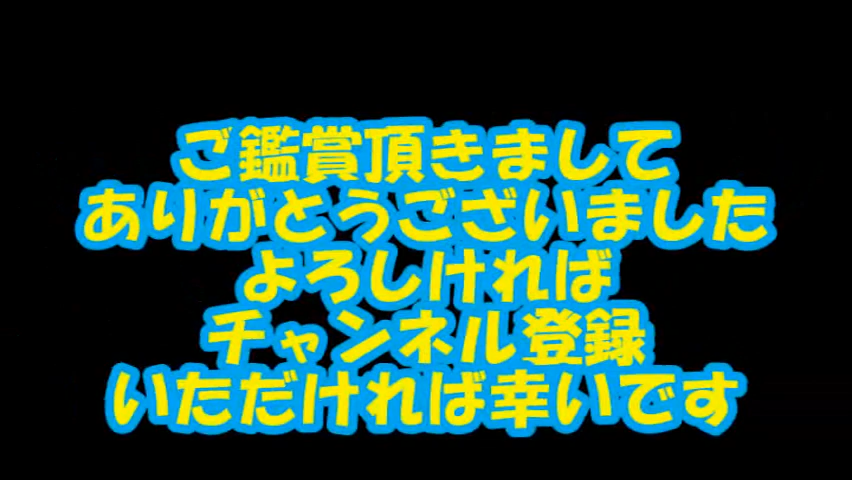 ご鑑賞頂きまして
ありがとうございました
よろしければ
チャンネル登録
いただければ幸いです